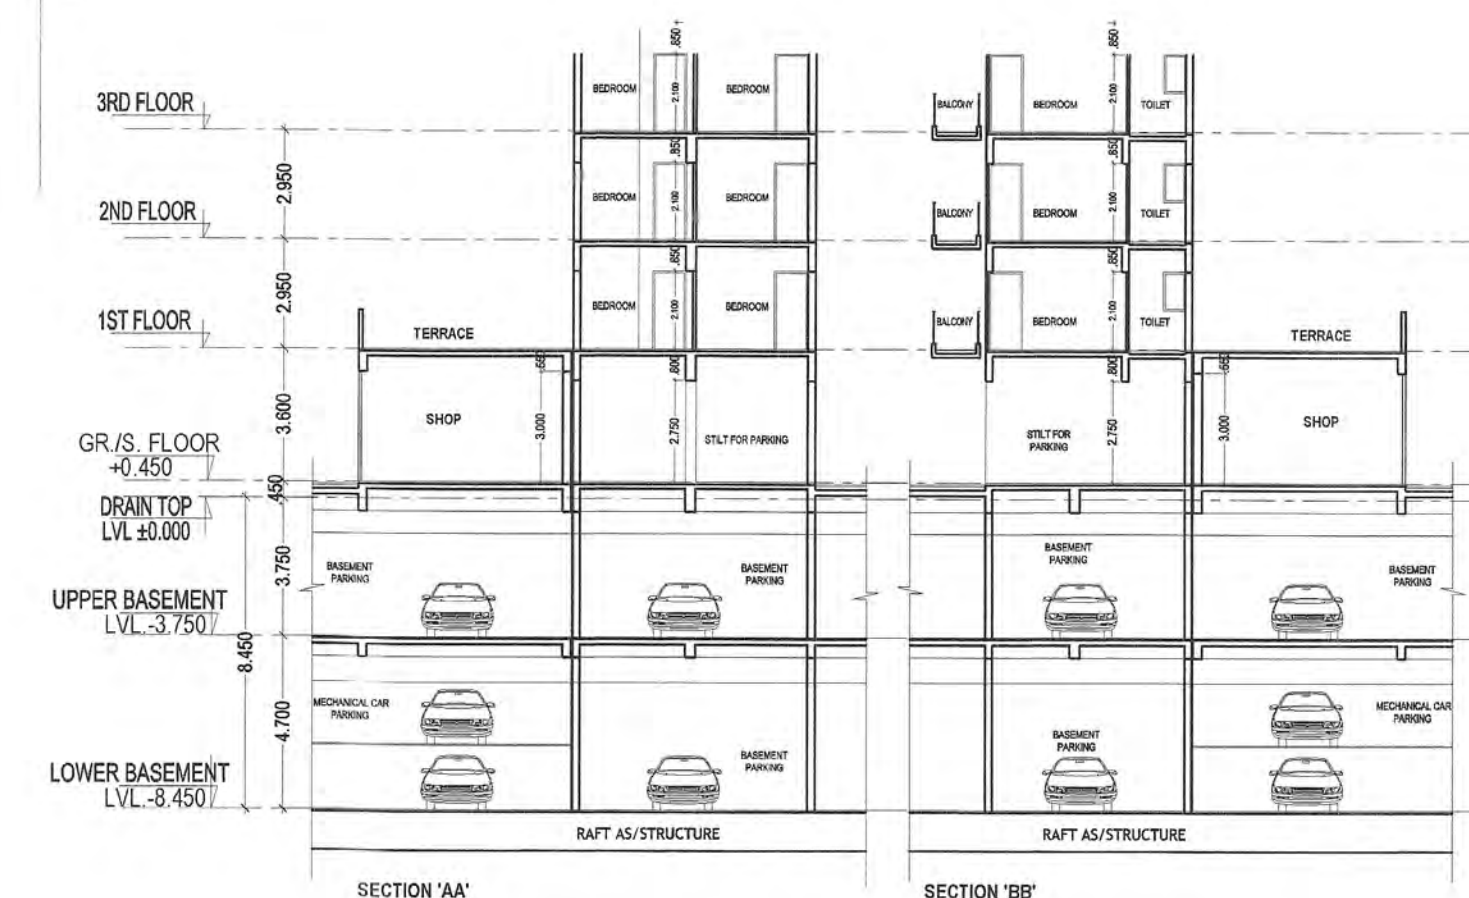 .850
.850
3RD FLOOR
BEDROOM
2.100
BEDROOM
BALCONY
BEDROOM
2.100
TOILET
2.950
.850
.850
2ND FLOOR
BEDROOM
2.100
BEDROOM
BALCONY
BEDROOM
2.100
TOILET
2.950
.850
.850
1ST FLOOR
BEDROOM
2.100
BEDROOM
BALCONY
BEDROOM
2.100
TOILET
TERRACE
TERRACE
.800
.800
3.600
SHOP
3.000
2.750
STILT FOR PARKING
STILT FOR
PARKING
2.750
3.000
SHOP
GR./S. FLOOR
+0.450
.450
DRAIN TOP
LVL ±0.000
3.750
BASEMENT
PARKING
BASEMENT
PARKING
BASEMENT
PARKING
BASEMENT
PARKING
UPPER BASEMENT
LVL.-3.750
8.450
4.700
MECHANICAL CAR
PARKING
BASEMENT
PARKING
BASEMENT
PARKING
MECHANICAL CAR
PARKING
LOWER BASEMENT
LVL.-8.450
RAFT AS/STRUCTURE
RAFT AS/STRUCTURE
SECTION 'AA'
SECTION 'BB'